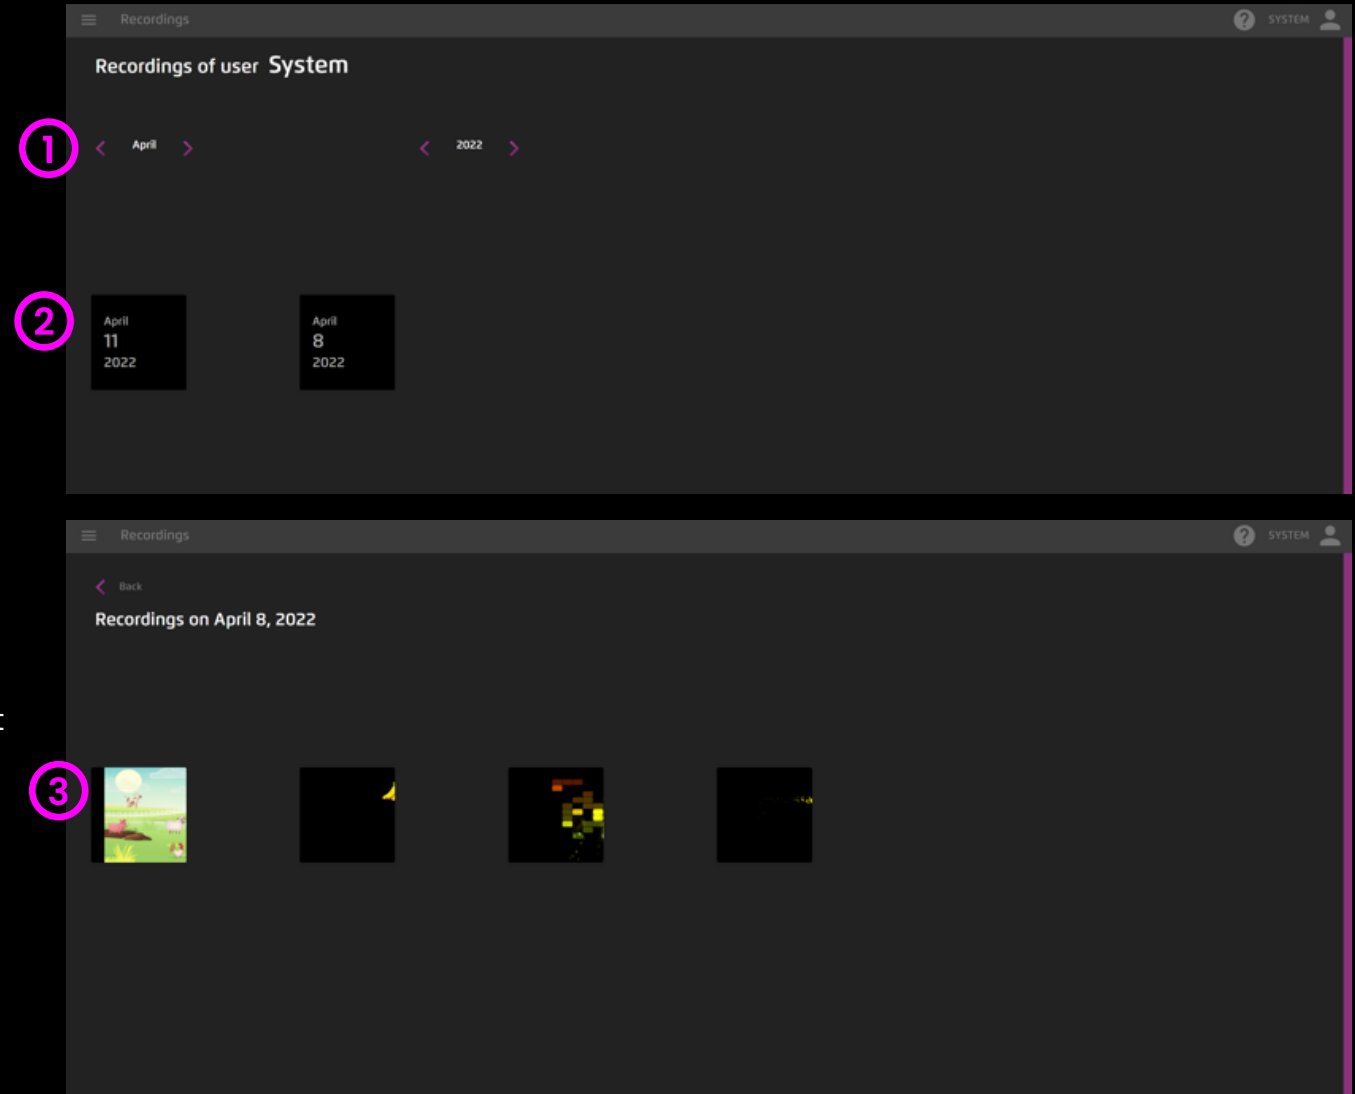 Recordings
? SYSTEM
Recordings of user System
1
April
2022
2
April
11
2022
April
8
2022
Recordings
? SYSTEM
Back
Recordings on April 8, 2022
3